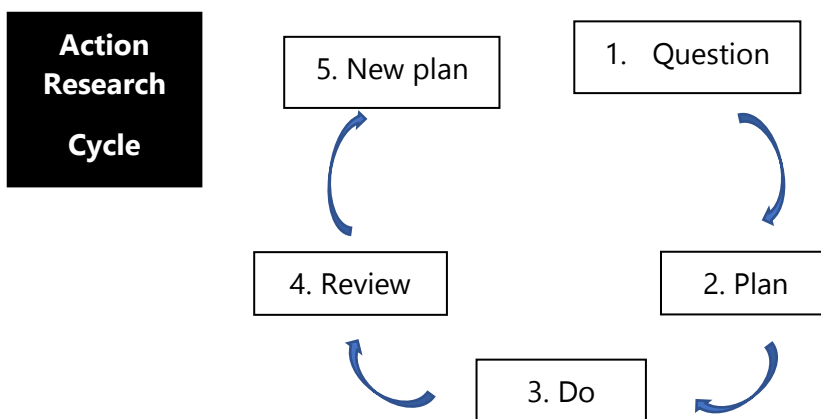 Action
Research
Cycle
1. Question
2. Plan
3. Do
4. Review
5. New plan